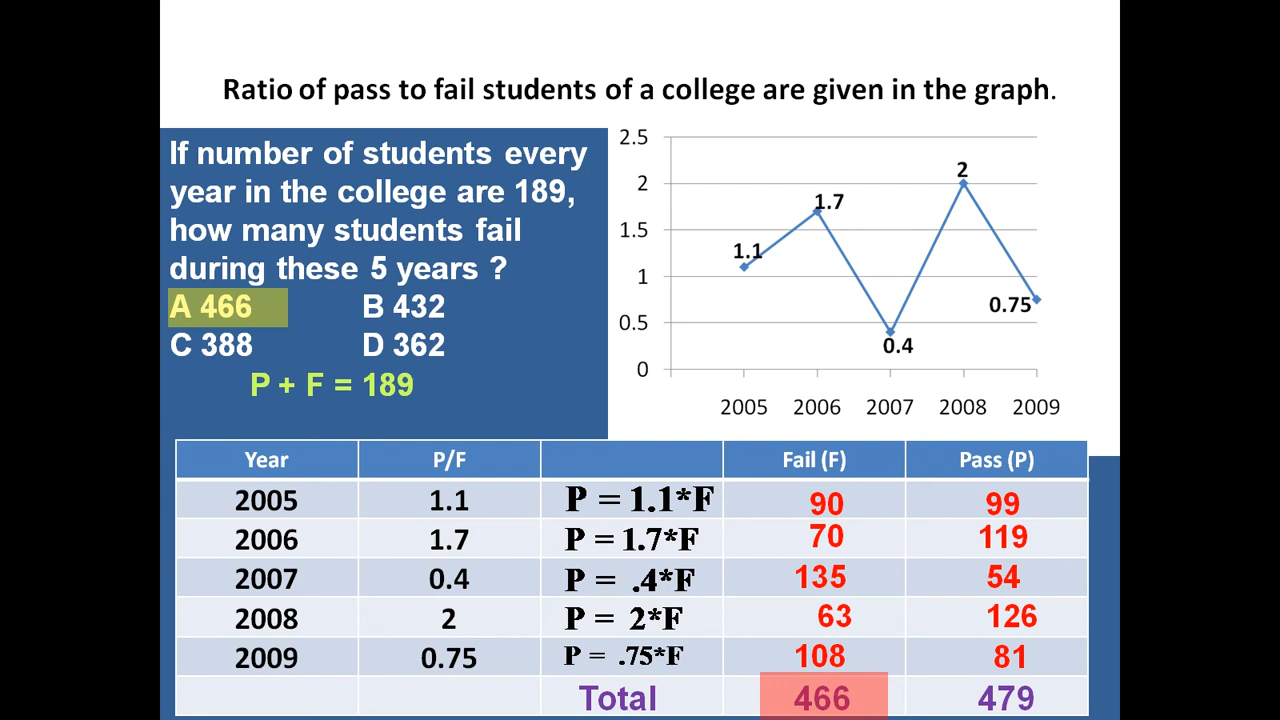 Ratio of pass to fail students of a college are given in the graph.
If number of students every
year in the college are 189,
how many students fail
during these 5 years ?
A 466 B 432
C 388 D 362
P + F = 189
2.5
2
1.5
1
0.5
0
1.1
1.7
0.4
2
0.75
2005 2006 2007 2008 2009
Year P/F Fail (F) Pass (P)
2005 1.1 P = 1.1*F 90 99
2006 1.7 P = 1.7*F 70 119
2007 0.4 P = .4*F 135 54
2008 2 P = 2*F 63 126
2009 0.75 P = .75*F 108 81
Total 466 479